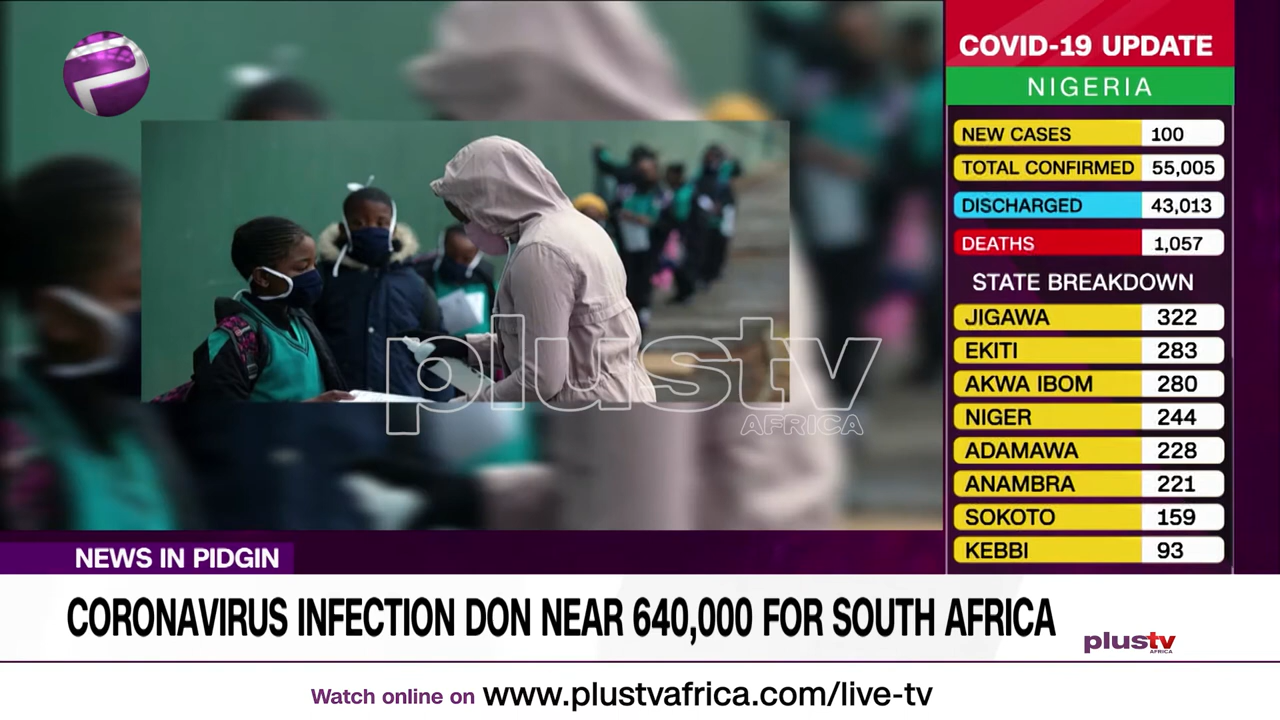 COVID-19 UPDATE
NIGERIA
NEW CASES 100
TOTAL CONFIRMED 55,005
DISCHARGED 43,013
DEATHS 1,057
STATE BREAKDOWN
JIGAWA 322
EKITI 283
AKWA IBOM 280
NIGER 244
ADAMAWA 228
ANAMBRA 221
SOKOTO 159
KEBBI 93
plustv
AFRICA
NEWS IN PIDGIN
CORONAVIRUS INFECTION DON NEAR 640,000 FOR SOUTH AFRICA
plustv
AFRICA
Watch online on www.plustvafrica.com/live-tv